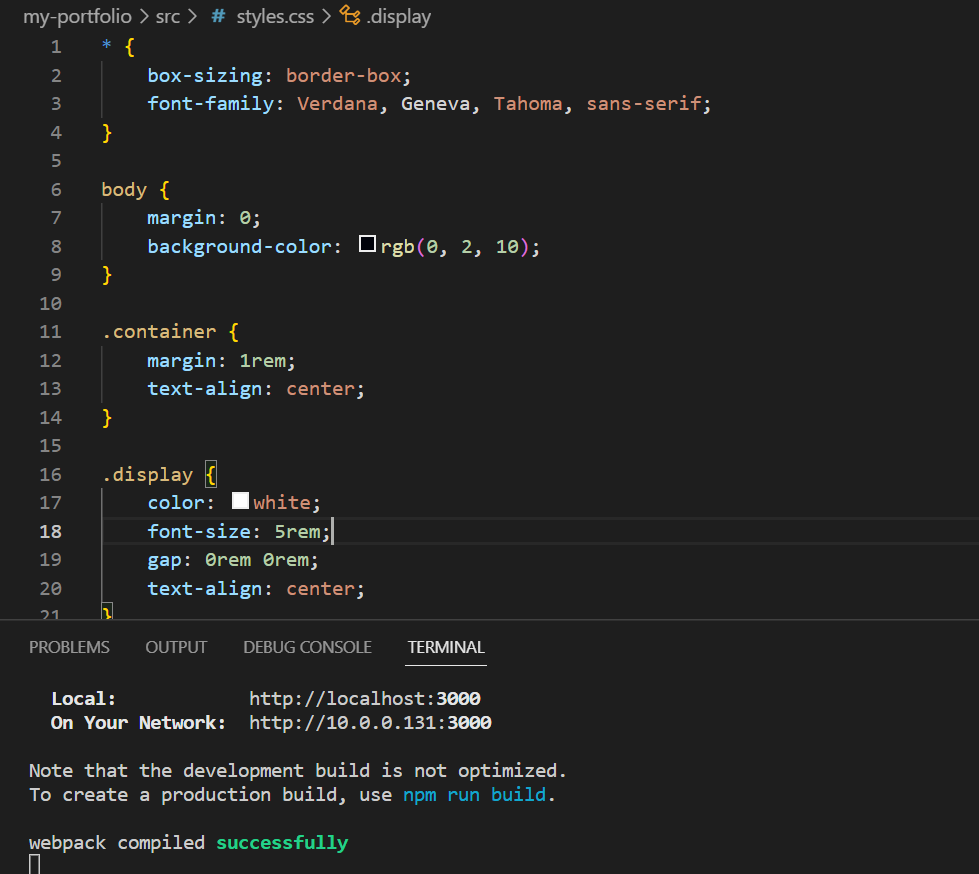 my-portfolio > src > # styles.css > .display
1 * {
2 box-sizing: border-box;
3 font-family: Verdana, Geneva, Tahoma, sans-serif;
4 }
5
6 body {
7 margin: 0;
8 background-color: rgb(0, 2, 10);
9 }
10
11 .container {
12 margin: 1rem;
13 text-align: center;
14 }
15
16 .display {
17 color: white;
18 font-size: 5rem;
19 gap: 0rem 0rem;
20 text-align: center;
21 }
PROBLEMS OUTPUT DEBUG CONSOLE TERMINAL
Local: http://localhost:3000
On Your Network: http://10.0.0.131:3000
Note that the development build is not optimized.
To create a production build, use npm run build.
webpack compiled successfully